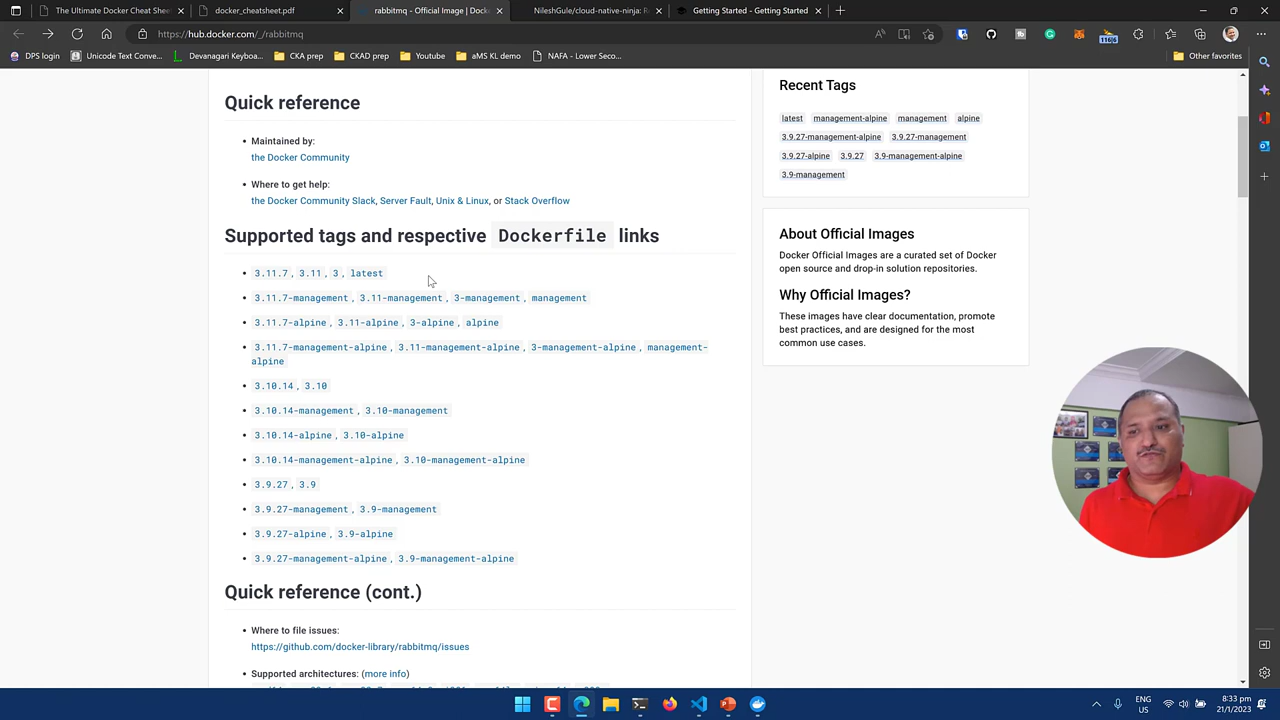 The Ultimate Docker Cheat Shee
docker_cheatsheet.pdf
rabbitmq - Official Image | Dock
NileshGule/cloud-native-ninja: R
Getting Started - Getting Started
https://hub.docker.com/_/rabbitmq
116|6
DPS login
Unicode Text Conve...
Devanagari Keyboa...
CKA prep
CKAD prep
Youtube
aMS KL demo
NAFA - Lower Seco...
Other favorites
Quick reference
Maintained by:
the Docker Community
Where to get help:
the Docker Community Slack, Server Fault, Unix & Linux, or Stack Overflow
Supported tags and respective Dockerfile links
3.11.7, 3.11, 3, latest
3.11.7-management, 3.11-management, 3-management, management
3.11.7-alpine, 3.11-alpine, 3-alpine, alpine
3.11.7-management-alpine, 3.11-management-alpine, 3-management-alpine, management-
alpine
3.10.14, 3.10
3.10.14-management, 3.10-management
3.10.14-alpine, 3.10-alpine
3.10.14-management-alpine, 3.10-management-alpine
3.9.27, 3.9
3.9.27-management, 3.9-management
3.9.27-alpine, 3.9-alpine
3.9.27-management-alpine, 3.9-management-alpine
Quick reference (cont.)
Where to file issues:
https://github.com/docker-library/rabbitmq/issues
Supported architectures: (more info)
Recent Tags
latest management-alpine management alpine
3.9.27-management-alpine 3.9.27-management
3.9.27-alpine 3.9.27 3.9-management-alpine
3.9-management
About Official Images
Docker Official Images are a curated set of Docker
open source and drop-in solution repositories.
Why Official Images?
These images have clear documentation, promote
best practices, and are designed for the most
common use cases.
ENG
US
8:33 pm
21/1/2023